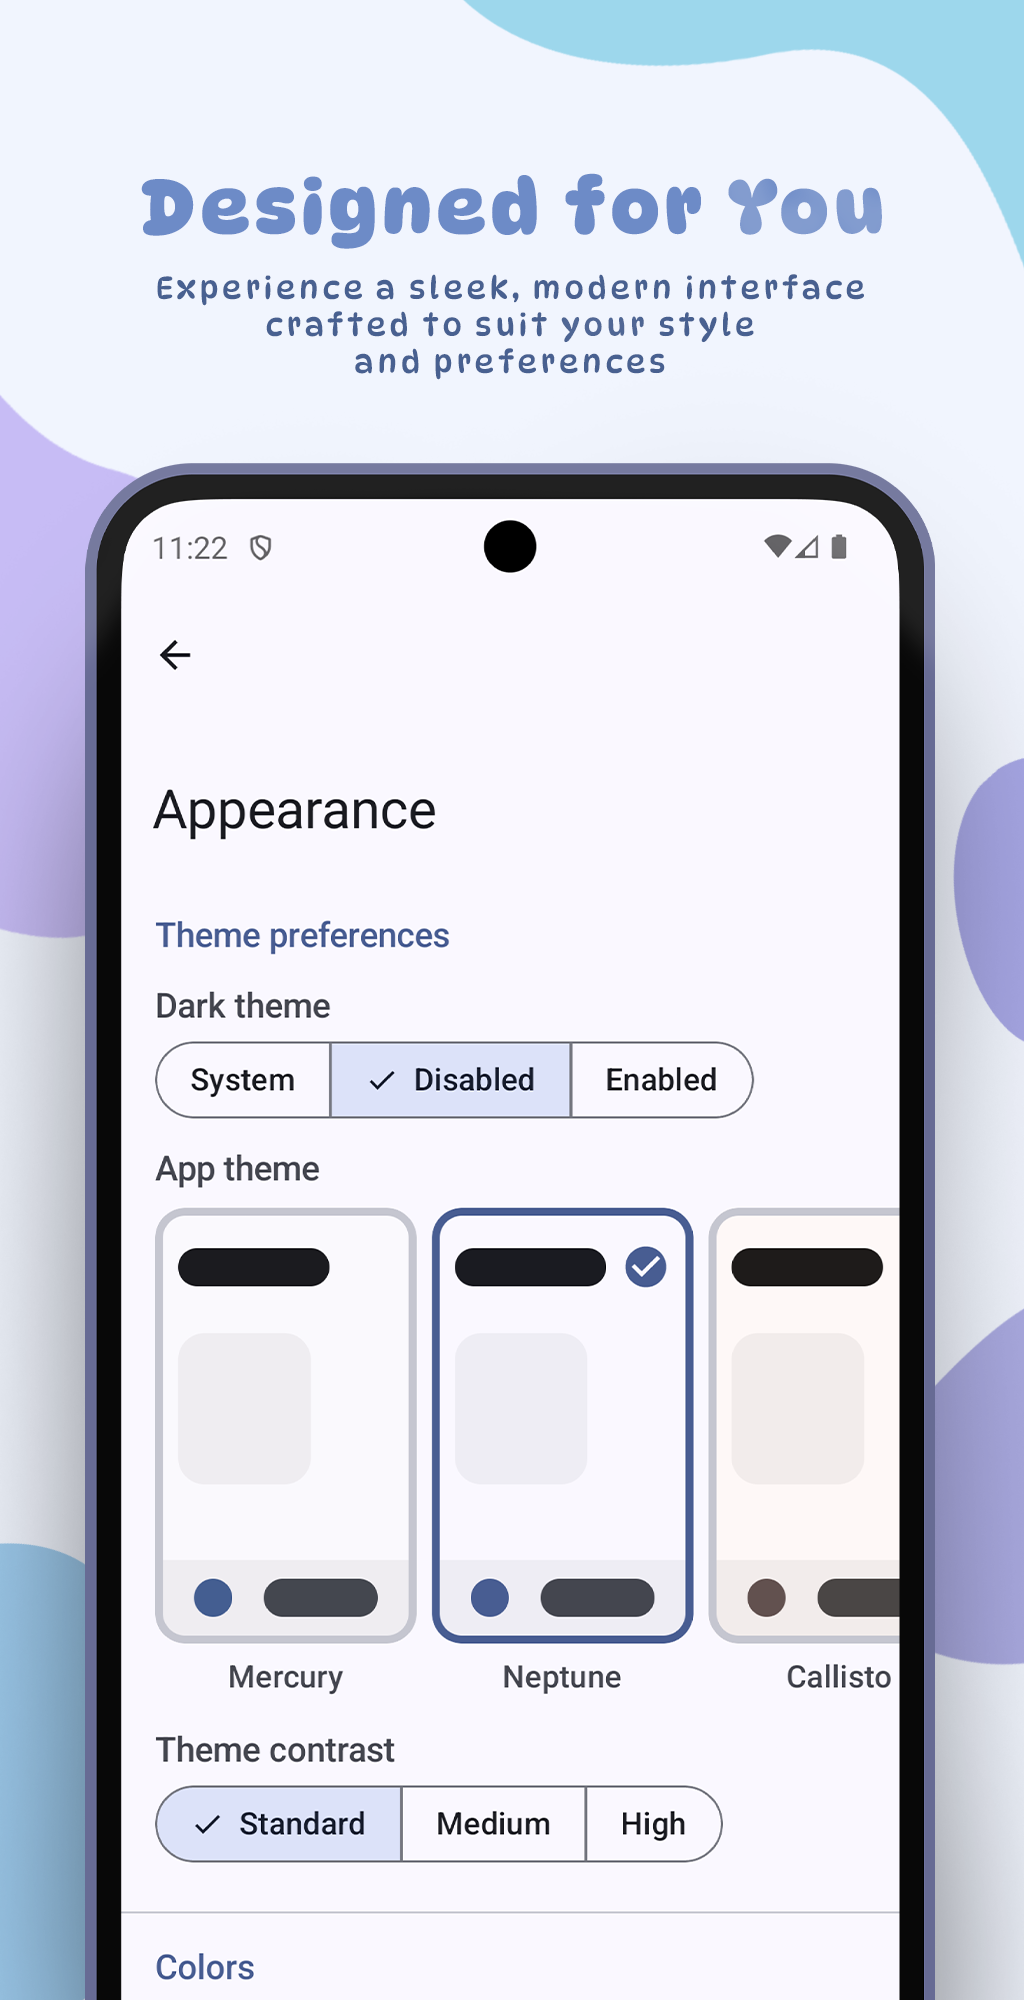 Designed for You
Experience a sleek, modern interface
crafted to suit your style
and preferences
11:22
Appearance
Theme preferences
Dark theme
System Disabled Enabled
App theme
Mercury Neptune Callisto
Theme contrast
Standard Medium High
Colors